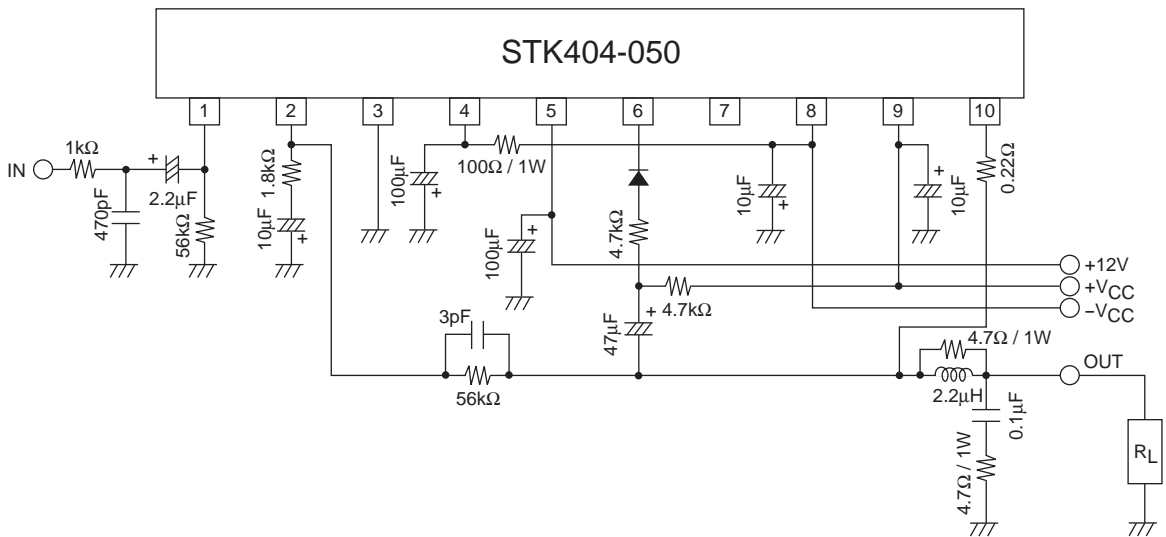 STK404-050
1 2 3 4 5 6 7 8 9 10
IN
1kΩ
470pF
+
2.2μF
56kΩ
1.8kΩ
10μF
+
100μF
+
100Ω / 1W
100μF
+
4.7kΩ
10μF
+
+
10μF
0.22Ω
+12V
+VCC
−VCC
4.7kΩ
+
47μF
3pF
56kΩ
4.7Ω / 1W
2.2μH
OUT
0.1μF
4.7Ω / 1W
RL